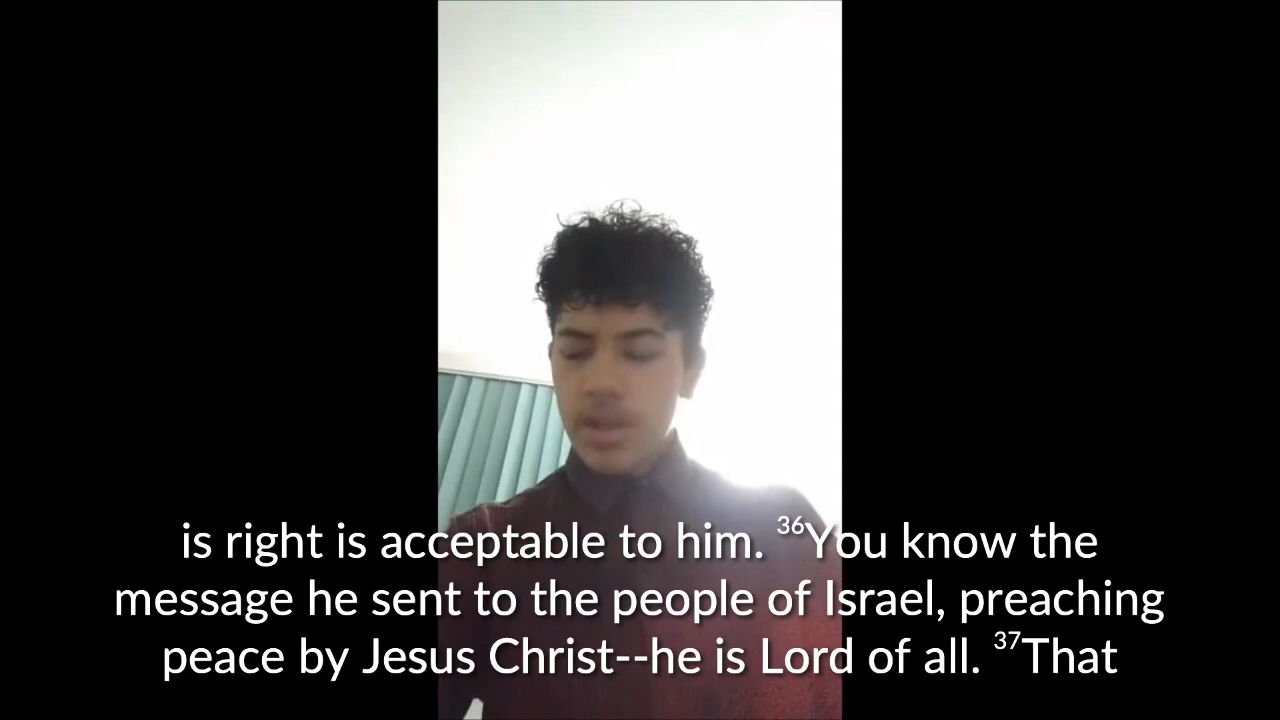 is right is acceptable to him. ³⁶You know the
message he sent to the people of Israel, preaching
peace by Jesus Christ--he is Lord of all. ³⁷That